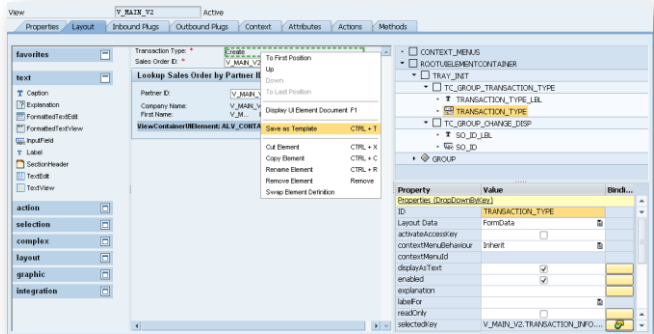 View V_MAIN_V2 Active
Properties Layout Inbound Plugs Outbound Plugs Context Attributes Actions Methods
favorites
text
Caption
Explanation
FormattedTextEdit
FormattedTextView
InputField
Label
SectionHeader
TextEdit
TextView
action
selection
complex
layout
graphic
integration
Transaction Type: * Create
Sales Order ID: * V_MAIN_V2
Lookup Sales Order by Partner
Partner ID: V_MAIN_V
Company Name: V_MAIN_V
First Name: V_M...
ViewContainerUIElement: ALV_CONTA
To First Position
Up
Down
To Last Position
Display UI Element Document F1
Save as Template CTRL + T
Cut Element CTRL + X
Copy Element CTRL + C
Rename Element CTRL + R
Remove Element Remove
Swap Element Definition
CONTEXT_MENUS
ROOTUIELEMENTCONTAINER
TRAY_INIT
TC_GROUP_TRANSACTION_TYPE
TRANSACTION_TYPE_LBL
TRANSACTION_TYPE
TC_GROUP_CHANGE_DISP
SO_ID_LBL
SO_ID
GROUP
Property Value Bindi...
Properties (DropDownByKey)
ID TRANSACTION_TYPE
Layout Data FormData
activateAccessKey
contextMenuBehaviour Inherit
contextMenuId
displayAsText
enabled
explanation
labelFor
readOnly
selectedKey V_MAIN_V2.TRANSACTION_INFO....